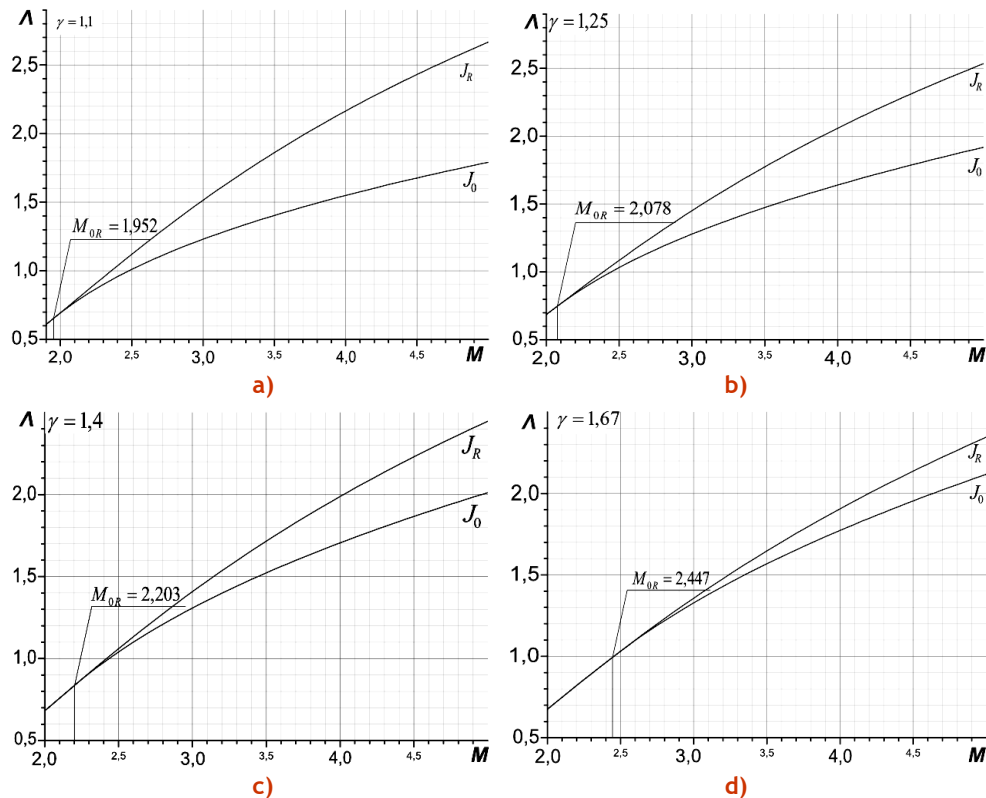 Λ γ = 1,1
2,5
2,0
1,5
1,0
0,5
J_R
J_0
M_0R = 1,952
2,0 2,5 3,0 3,5 4,0 4,5 M
a)
Λ γ = 1,25
2,5
2,0
1,5
1,0
0,5
J_R
J_0
M_0R = 2,078
2,0 2,5 3,0 3,5 4,0 4,5 M
b)
Λ γ = 1,4
2,0
1,5
1,0
0,5
J_R
J_0
M_0R = 2,203
2,0 2,5 3,0 3,5 4,0 4,5 M
c)
Λ γ = 1,67
2,0
1,5
1,0
0,5
J_R
J_0
M_0R = 2,447
2,0 2,5 3,0 3,5 4,0 4,5 M
d)